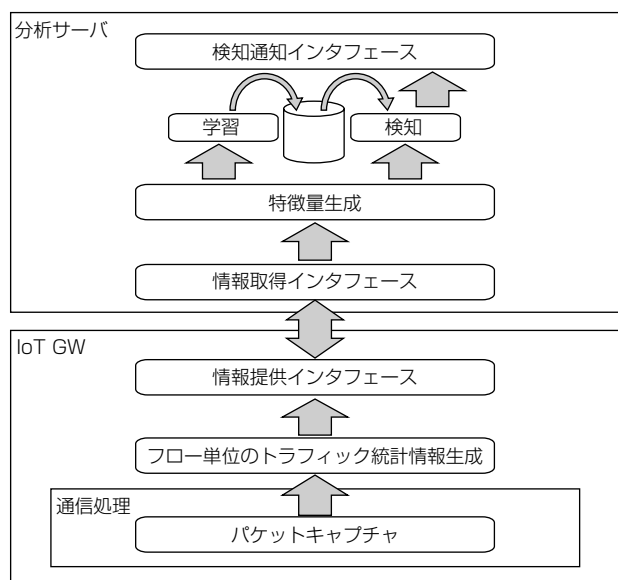 分析サーバ
検知通知インタフェース
学習
検知
特徴量生成
情報取得インタフェース
IoT GW
情報提供インタフェース
フロー単位のトラフィック統計情報生成
通信処理
パケットキャプチャ